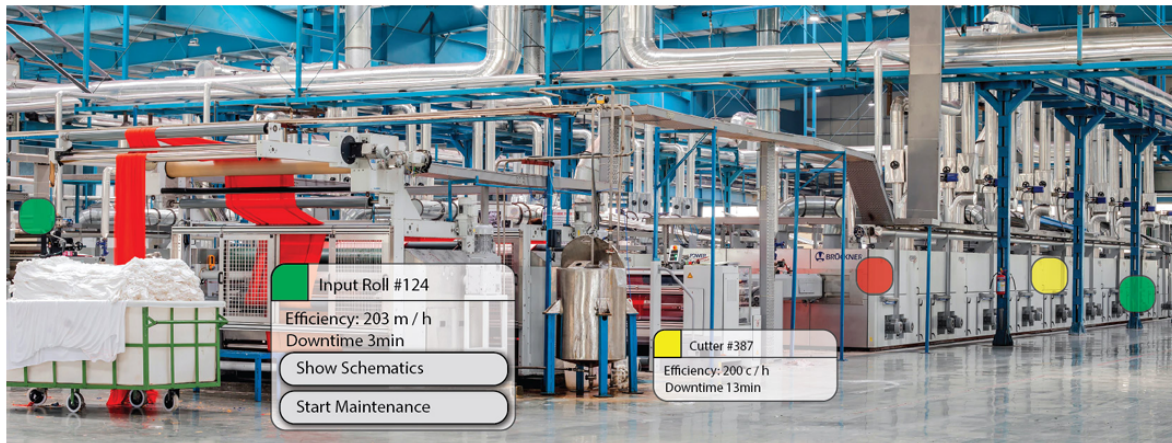 Input Roll #124
Efficiency: 203 m / h
Downtime 3min
Show Schematics
Start Maintenance
BRÜCKNER
Cutter #387
Efficiency: 200 c / h
Downtime 13min